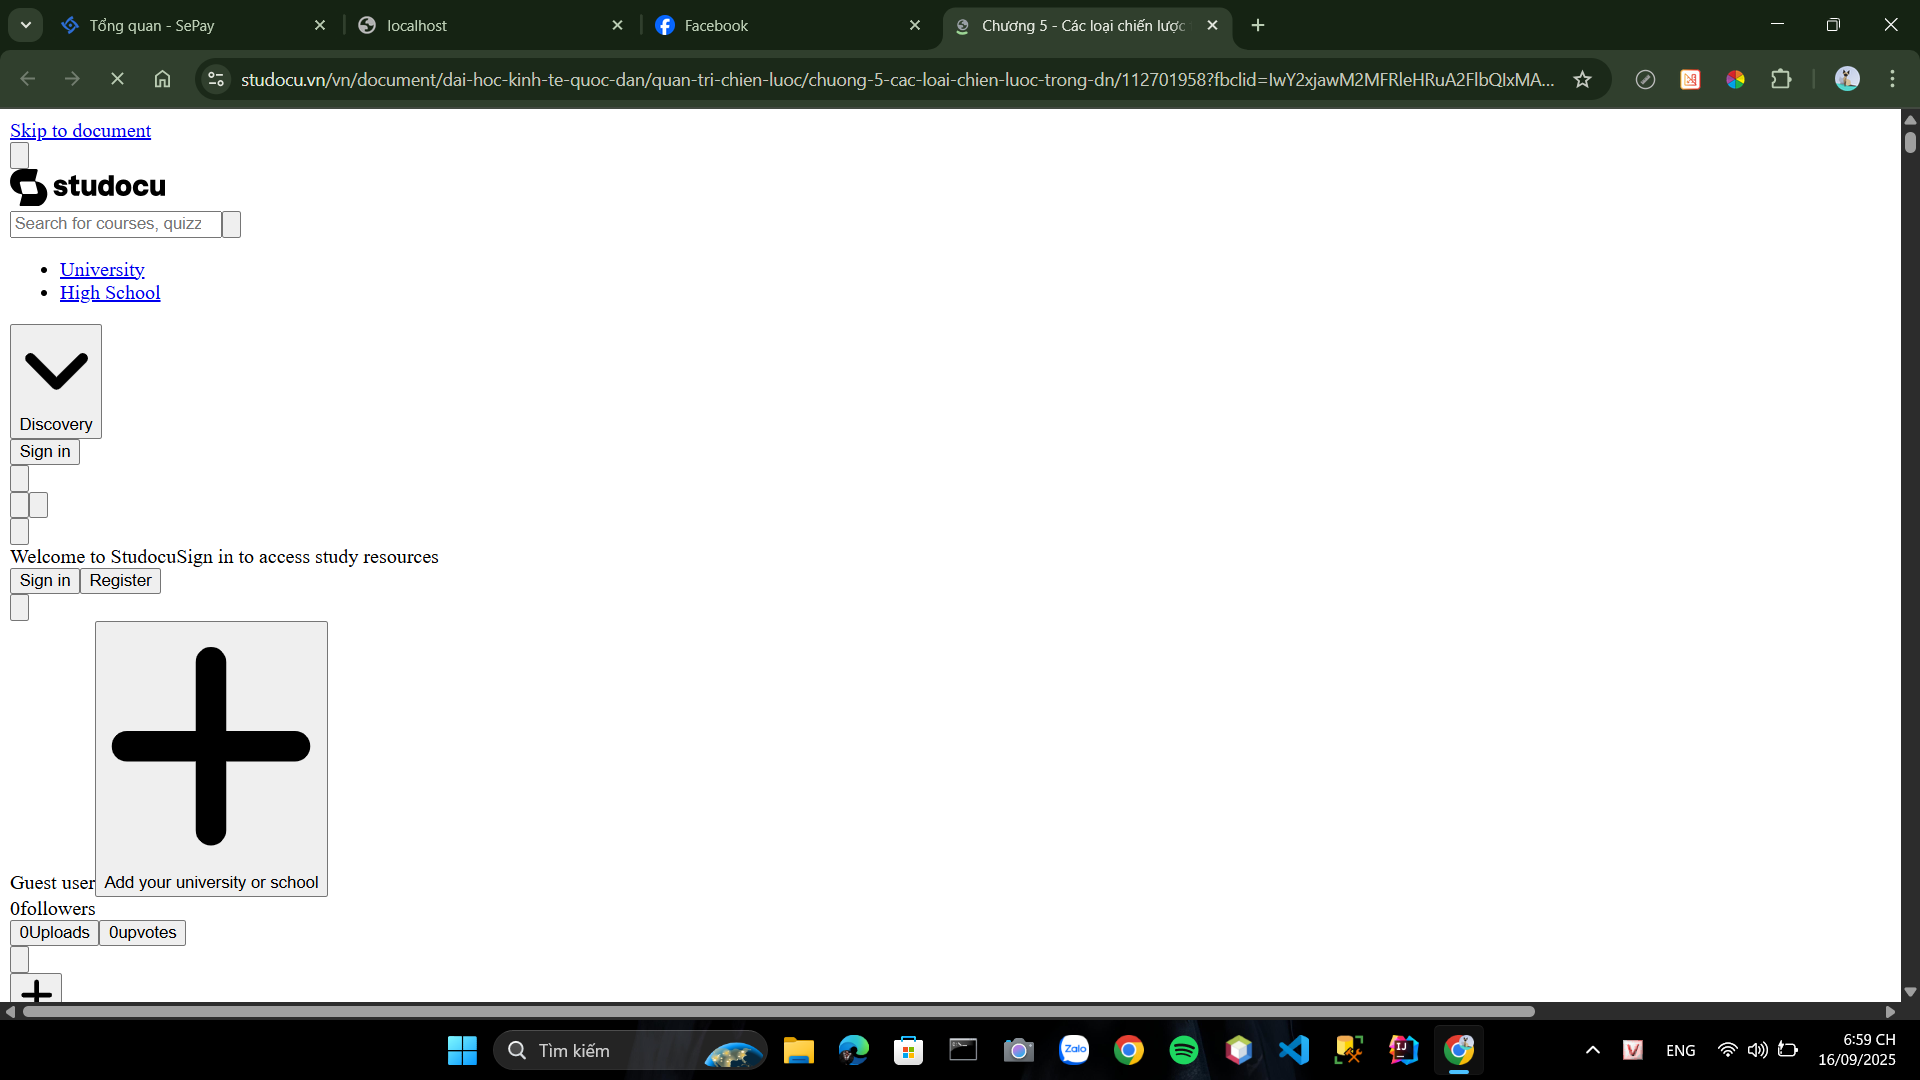 Tổng quan - SePay
localhost
Facebook
Chương 5 - Các loại chiến lược
studocu.vn/vn/document/dai-hoc-kinh-te-quoc-dan/quan-tri-chien-luoc/chuong-5-cac-loai-chien-luoc-trong-dn/112701958?fbclid=IwY2xjawM2MFRleHRuA2FlbQIxMA...
Skip to document
studocu
Search for courses, quizz
University
High School
Discovery
Sign in
Welcome to StudocuSign in to access study resources
Sign in Register
Guest user Add your university or school
0followers
0Uploads 0upvotes
Tìm kiếm
Zalo
ENG
6:59 CH
16/09/2025